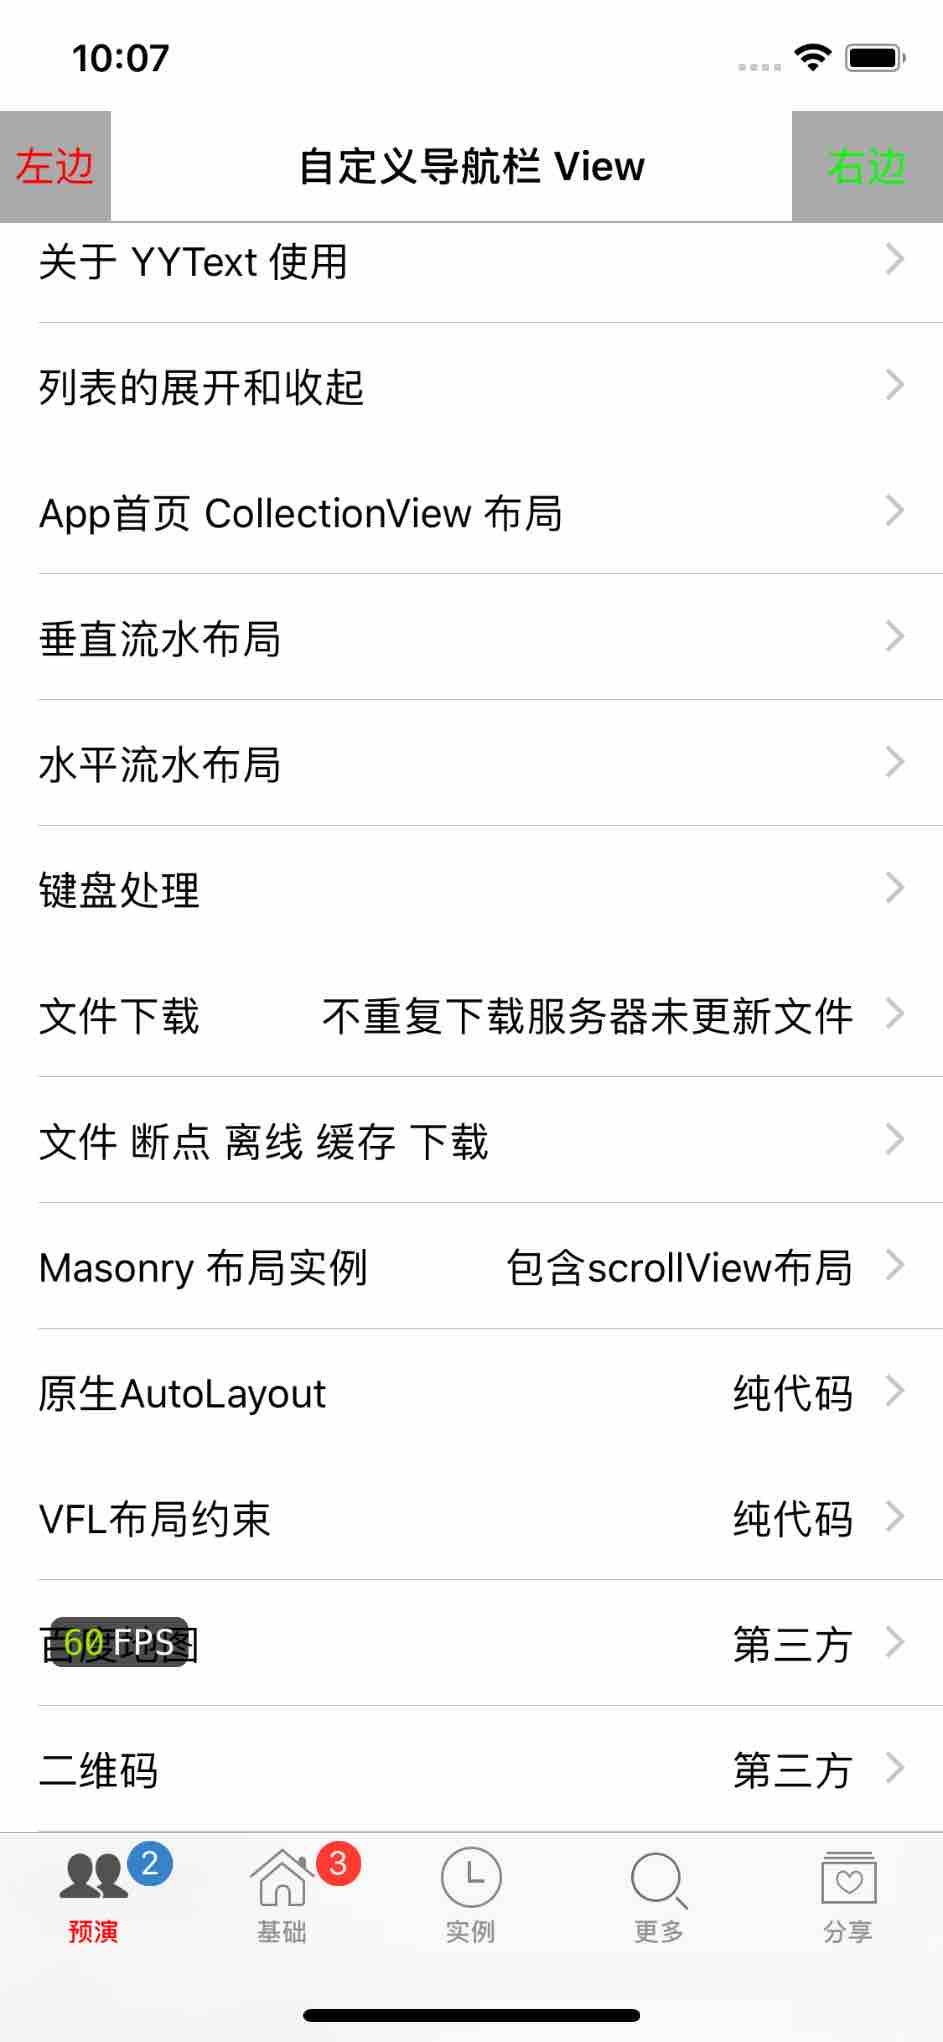 10:07
左边
自定义导航栏 View
右边
关于 YYText 使用
列表的展开和收起
App首页 CollectionView 布局
垂直流水布局
水平流水布局
键盘处理
文件下载 不重复下载服务器未更新文件
文件 断点 离线 缓存 下载
Masonry 布局实例 包含scrollView布局
原生AutoLayout 纯代码
VFL布局约束 纯代码
百度地图 第三方
60 FPS
二维码 第三方
2
3
预演
基础
实例
更多
分享